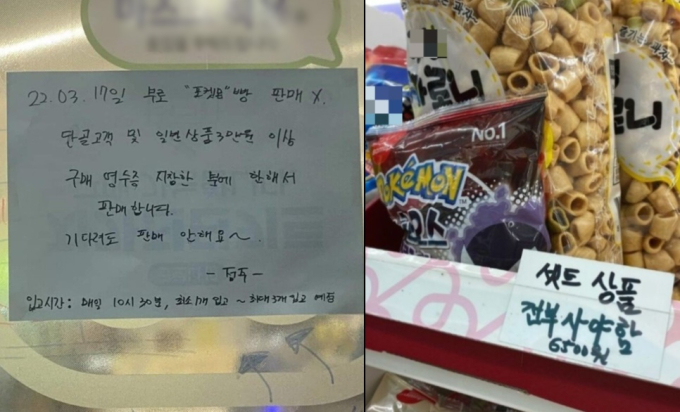 22.03.17일 부로 "포켓몬"빵 판매 X.
단골고객 및 일반상품 3만원 이상
구매 영수증 지참한 분에 한해서
판매합니다.
기다려도 판매 안해요~.
- 점주 -
입고시간: 매일 10시 30분, 최소 1개 입고 ~ 최대 3개 입고 예정
카로니
로니
No.1
POKÉMON
셋트 상품
전부 사야함
6500원